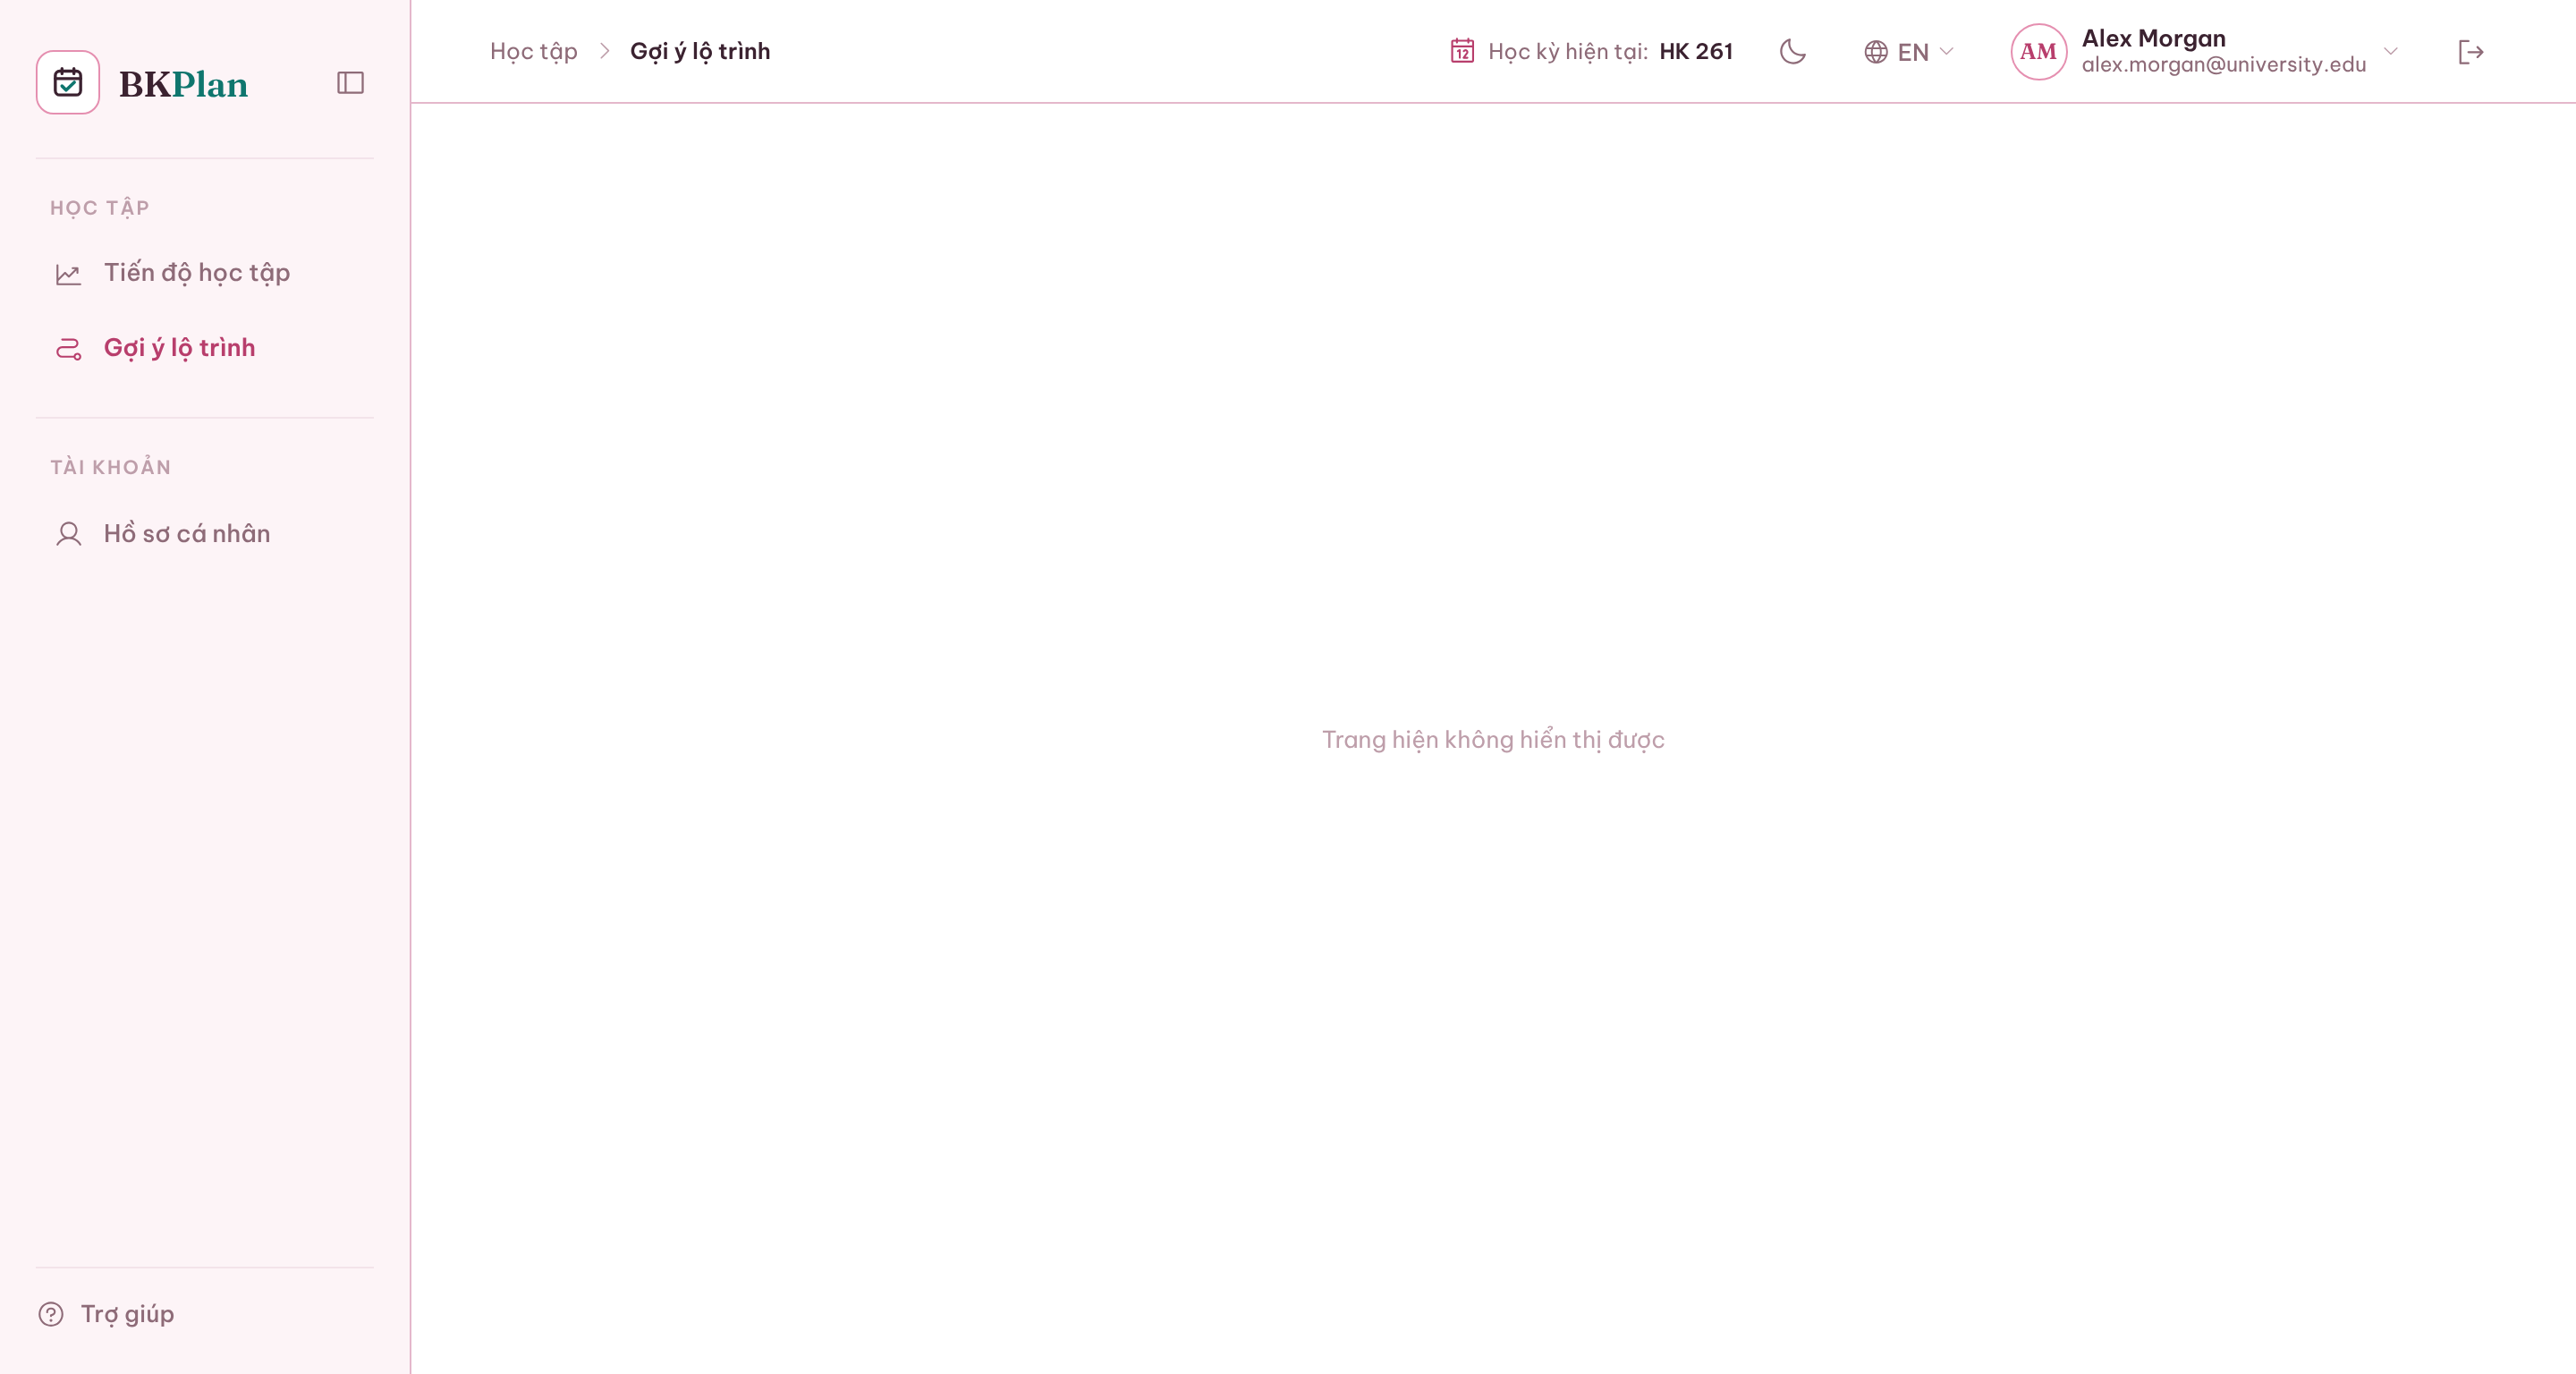 BKPlan
HỌC TẬP
Tiến độ học tập
Gợi ý lộ trình
TÀI KHOẢN
Hồ sơ cá nhân
Trợ giúp
Học tập > Gợi ý lộ trình
12 Học kỳ hiện tại: HK 261
EN
AM
Alex Morgan
alex.morgan@university.edu
Trang hiện không hiển thị được